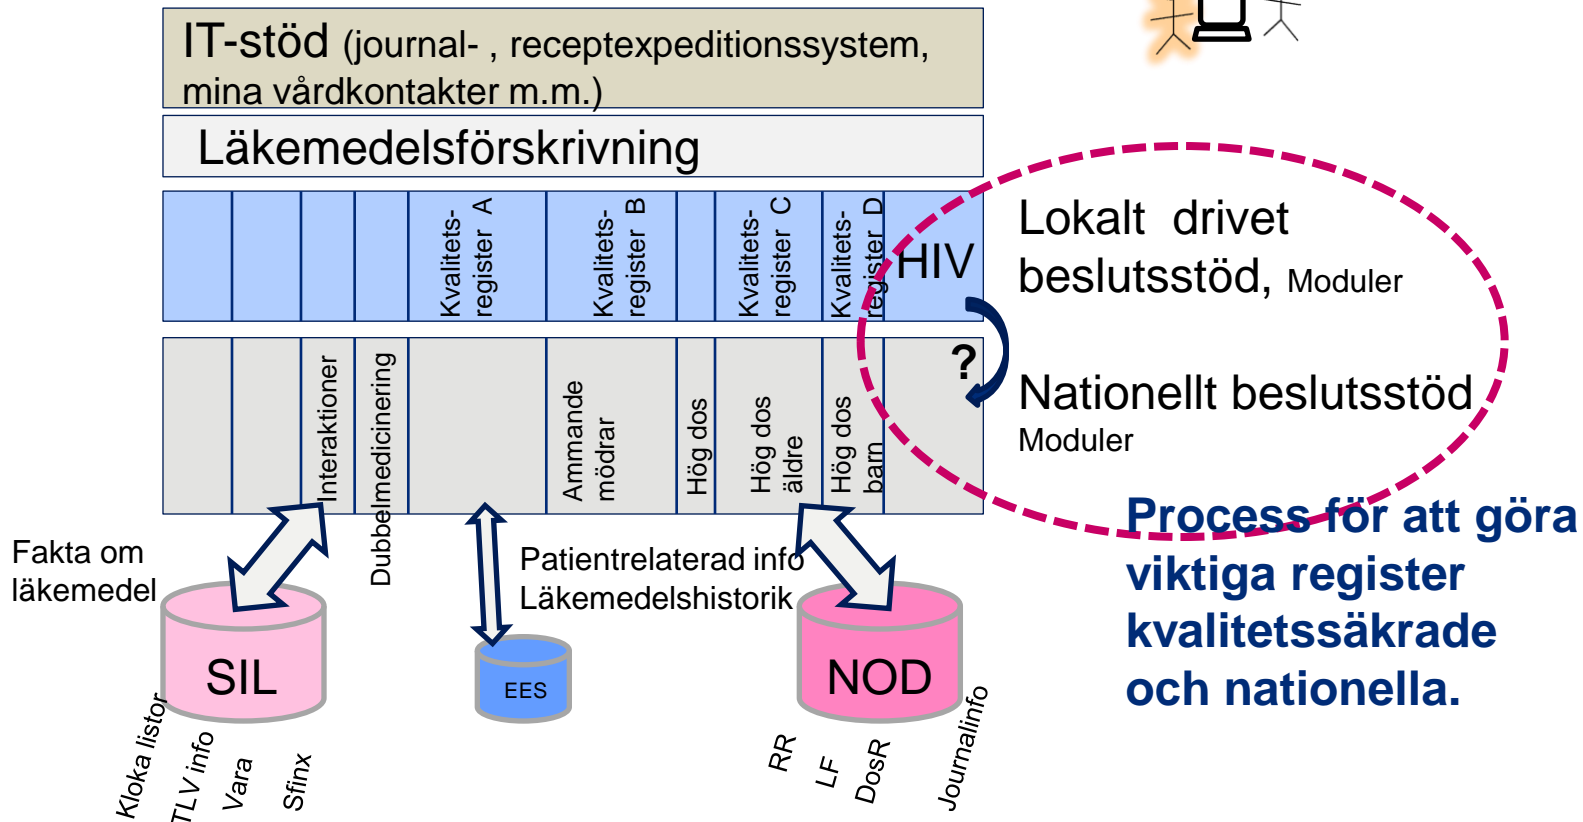 IT-stöd (journal- , receptexpeditionssystem,
mina vårdkontakter m.m.)
Läkemedelsförskrivning
Kvalitets-
register A
Kvalitets-
register B
Kvalitets-
register C
Kvalitets-
register D
HIV
Lokalt drivet
beslutsstöd, Moduler
Interaktioner
Dubbelmedicinering
Ammande
mödrar
Hög dos
Hög dos
äldre
Hög dos
barn
?
Nationellt beslutsstöd
Moduler
Fakta om
läkemedel
Patientrelaterad info
Läkemedelshistorik
Process för att göra
viktiga register
kvalitetssäkrade
och nationella.
SIL
EES
NOD
Kloka listor
TLV info
Vara
Sfinx
RR
LF
DosR
Journalinfo